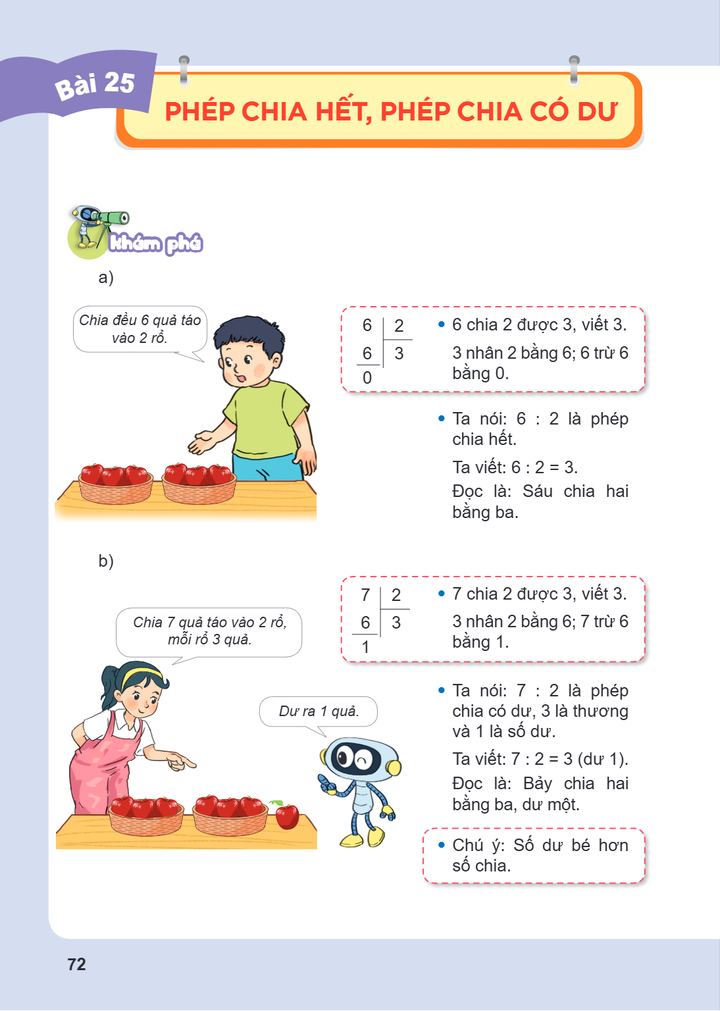 Bài 25
PHÉP CHIA HẾT, PHÉP CHIA CÓ DƯ
khám phá
a)
Chia đều 6 quả táo
vào 2 rổ.
6 2
6 3
0
• 6 chia 2 được 3, viết 3.
3 nhân 2 bằng 6; 6 trừ 6
bằng 0.
• Ta nói: 6 : 2 là phép
chia hết.
Ta viết: 6 : 2 = 3.
Đọc là: Sáu chia hai
bằng ba.
b)
Chia 7 quả táo vào 2 rổ,
mỗi rổ 3 quả.
Dư ra 1 quả.
7 2
6 3
1
• 7 chia 2 được 3, viết 3.
3 nhân 2 bằng 6; 7 trừ 6
bằng 1.
• Ta nói: 7 : 2 là phép
chia có dư, 3 là thương
và 1 là số dư.
Ta viết: 7 : 2 = 3 (dư 1).
Đọc là: Bảy chia hai
bằng ba, dư một.
• Chú ý: Số dư bé hơn
số chia.
72